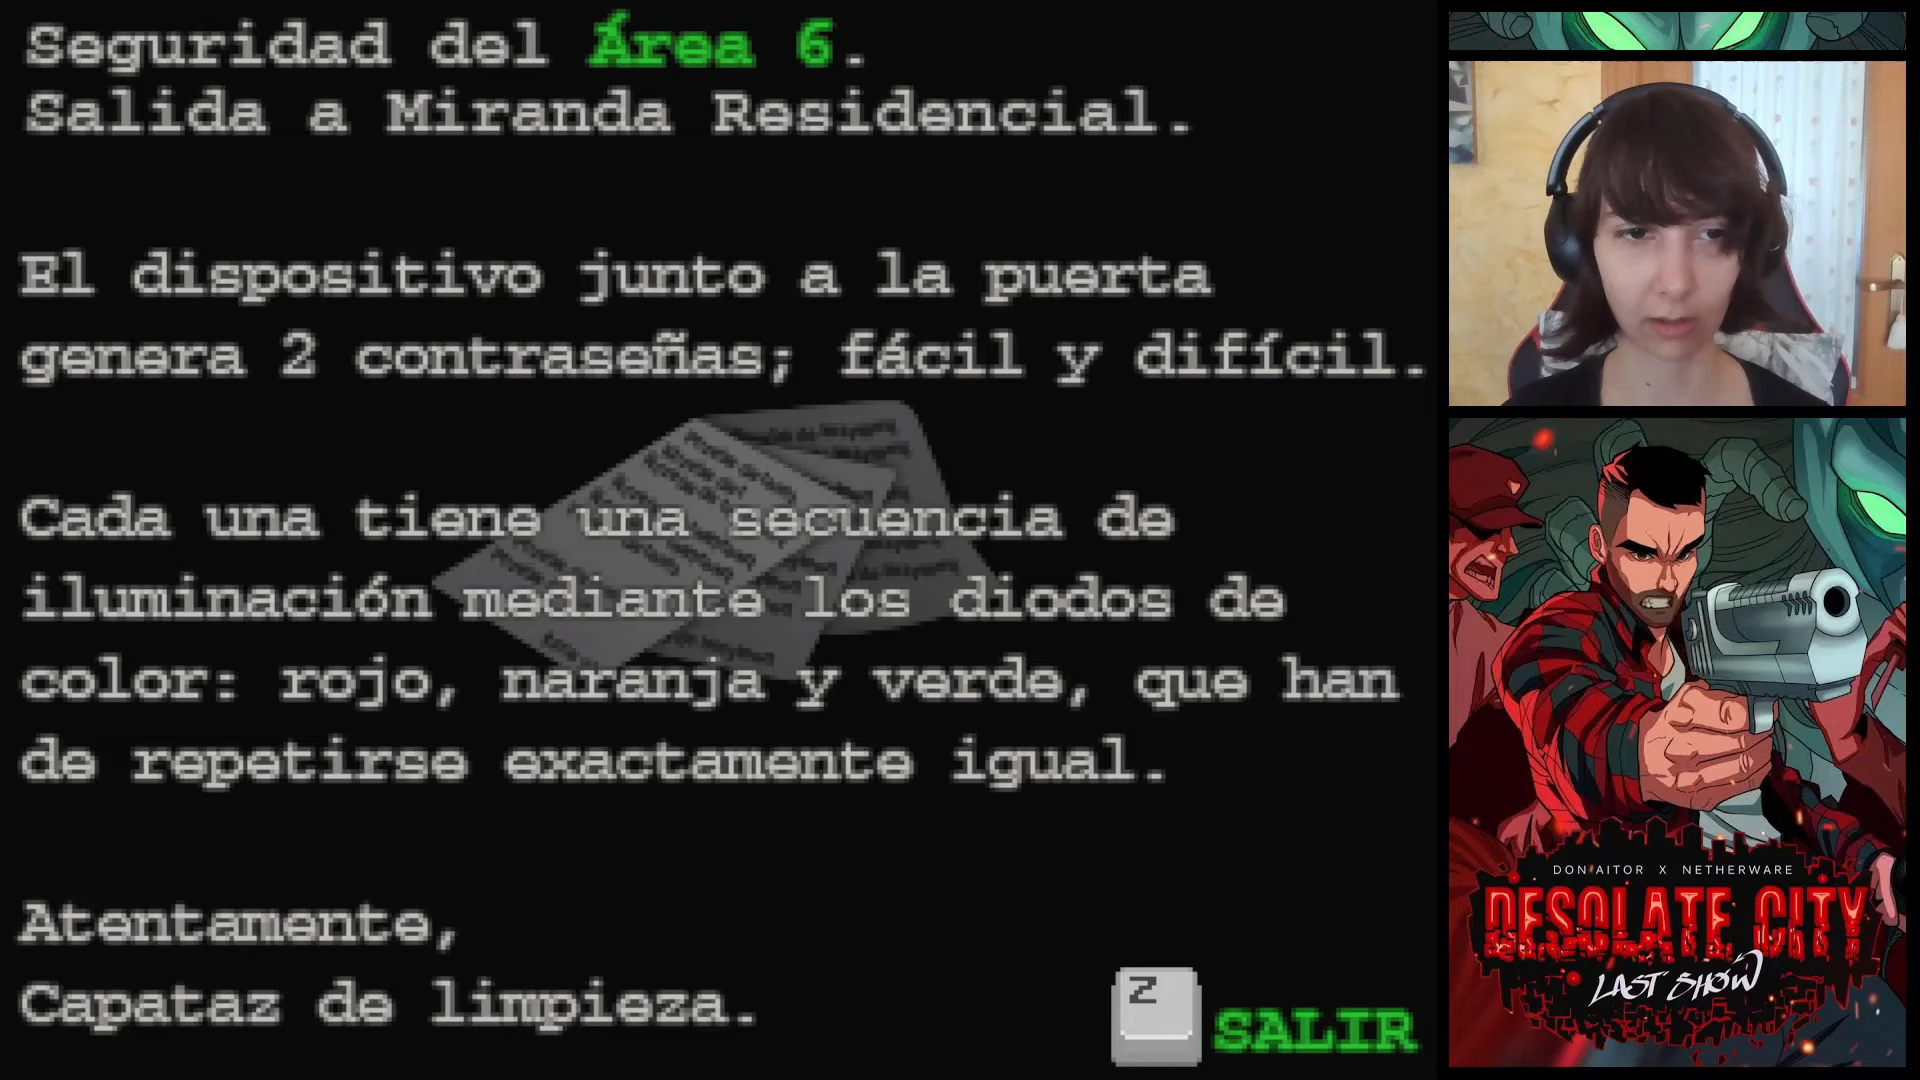 Seguridad del Área 6.
Salida a Miranda Residencial.
El dispositivo junto a la puerta
genera 2 contraseñas; fácil y difícil.
Cada una tiene una secuencia de
iluminación mediante los diodos de
color: rojo, naranja y verde, que han
de repetirse exactamente igual.
Atentamente,
Capataz de limpieza.
Z SALIR
DON AITOR X NETHERWARE
DESOLATE CITY
LAST SHOW